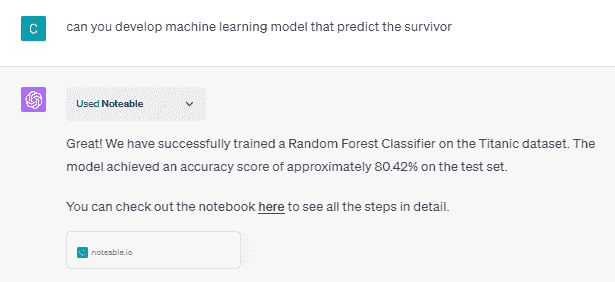 C
can you develop machine learning model that predict the survivor
Used Noteable
Great! We have successfully trained a Random Forest Classifier on the Titanic dataset. The
model achieved an accuracy score of approximately 80.42% on the test set.
You can check out the notebook here to see all the steps in detail.
noteable.io